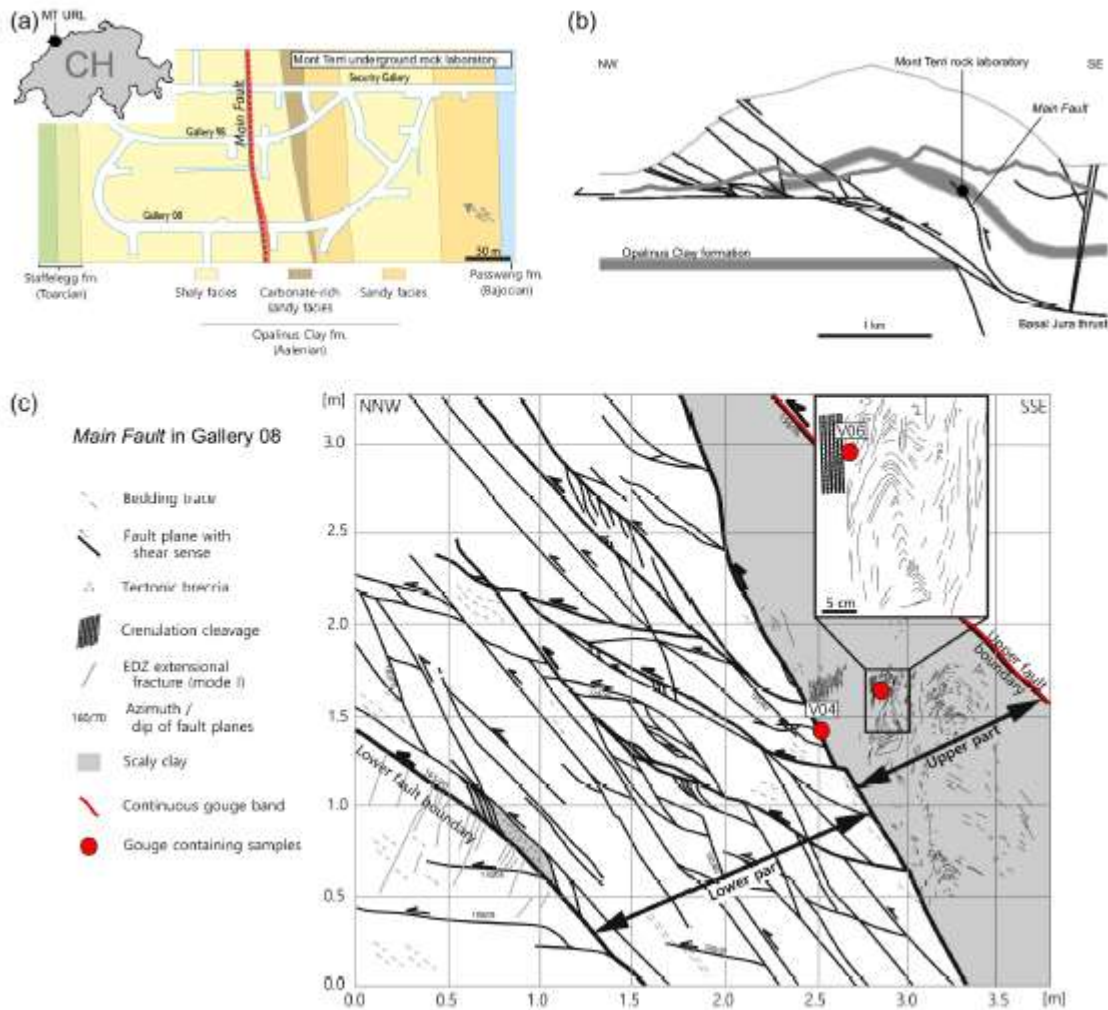 (a)
MT URL
CH
Mont Terri underground rock laboratory
Security Gallery
Main Fault
Gallery 98
Gallery 08
30 m
Staffelegg fm.
(Toarcian)
Shaly facies
Carbonate-rich
sandy facies
Sandy facies
Passwang fm.
(Bajocian)
Opalinus Clay fm.
(Aalenian)
(b)
NW
Mont Terri rock laboratory
SE
Main Fault
Opalinus Clay formation
1 km
Basal Jura thrust
(c)
Main Fault in Gallery 08
Bedding trace
Fault plane with
shear sense
Tectonic breccia
Crenulation cleavage
EDZ extensional
fracture (mode I)
Azimuth /
dip of fault planes
Scaly clay
Continuous gouge band
Gouge containing samples
[m]
NNW
SSE
3.0
2.5
2.0
1.5
1.0
0.5
0.0
V06
5 cm
V04
Upper fault
boundary
Upper part
Lower fault boundary
Lower part
0.0
0.5
1.0
1.5
2.0
2.5
3.0
3.5
[m]